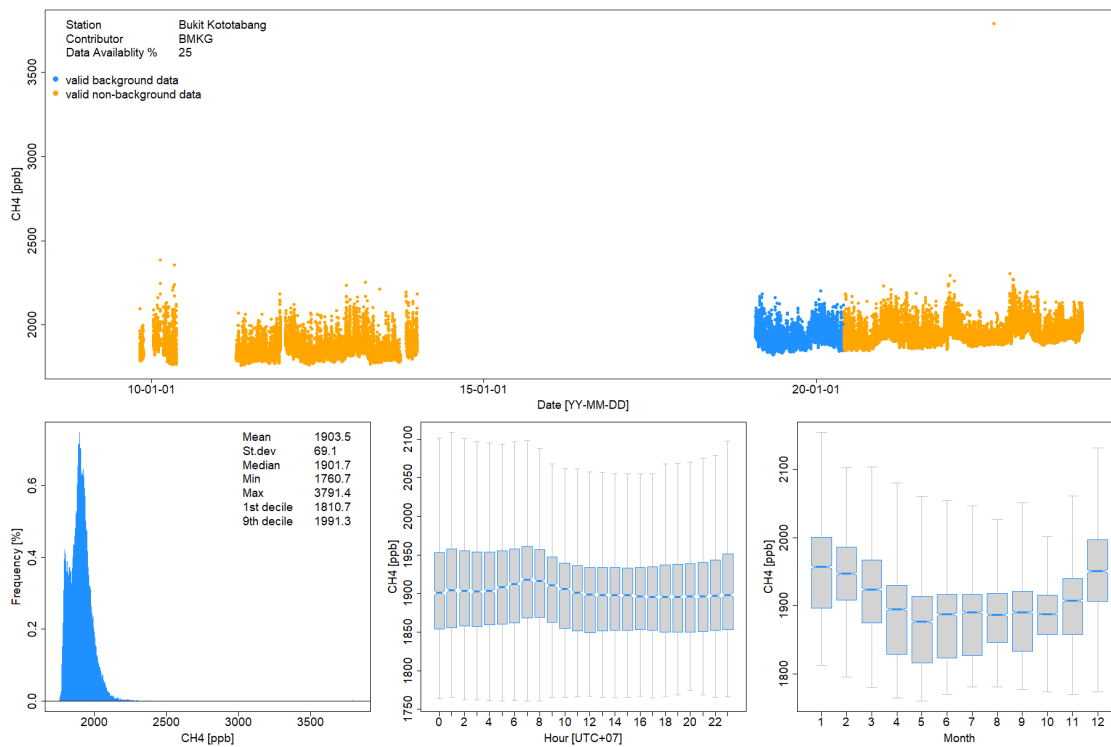 Station Bukit Kototabang
Contributor BMKG
Data Availablity % 25
valid background data
valid non-background data
CH4 [ppb]
3500
3000
2500
2000
10-01-01 15-01-01 20-01-01
Date [YY-MM-DD]
Mean 1903.5
St.dev 69.1
Median 1901.7
Min 1760.7
Max 3791.4
1st decile 1810.7
9th decile 1991.3
Frequency [%]
0.6
0.4
0.2
0.0
2000 2500 3000 3500
CH4 [ppb]
CH4 [ppb]
2100
2050
2000
1950
1900
1850
1800
1750
0 2 4 6 8 10 12 14 16 18 20 22
Hour [UTC+07]
CH4 [ppb]
2100
2000
1900
1800
1 2 3 4 5 6 7 8 9 10 11 12
Month